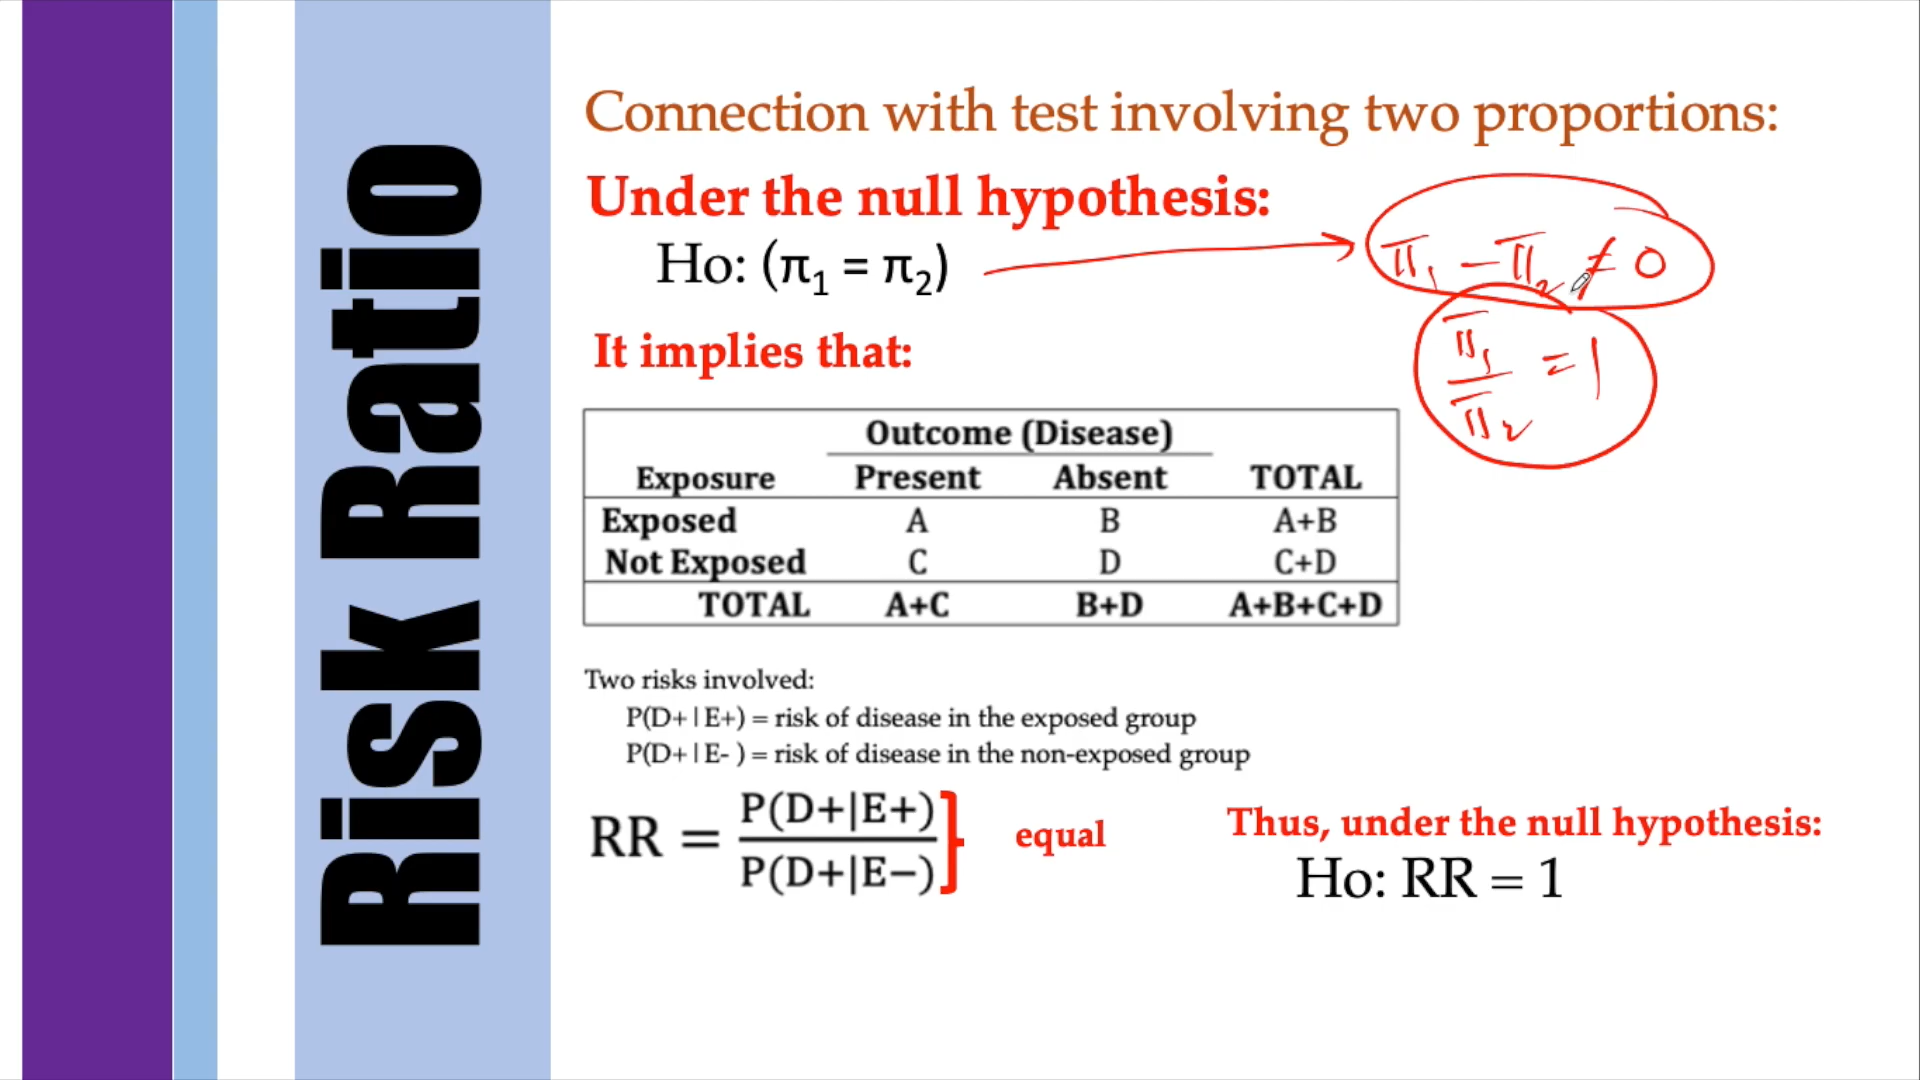 Risk Ratio
Connection with test involving two proportions:
Under the null hypothesis:
Ho: (π₁ = π₂)
π₁ − π₂ ≠ 0
π₁
π₂ = 1
It implies that:
Outcome (Disease)
Exposure Present Absent TOTAL
Exposed A B A+B
Not Exposed C D C+D
TOTAL A+C B+D A+B+C+D
Two risks involved:
P(D+|E+) = risk of disease in the exposed group
P(D+|E- ) = risk of disease in the non-exposed group
RR = P(D+|E+)
P(D+|E−)
equal
Thus, under the null hypothesis:
Ho: RR = 1